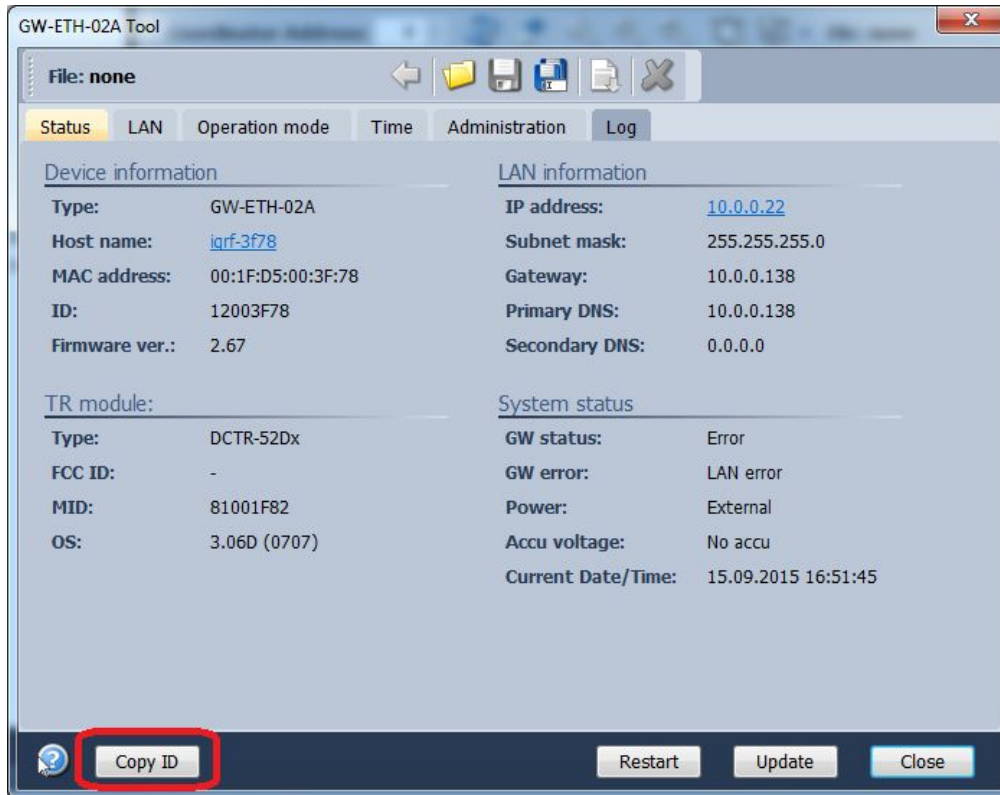 GW-ETH-02A Tool
File: none
Status LAN Operation mode Time Administration Log
Device information
Type: GW-ETH-02A
Host name: iqrf-3f78
MAC address: 00:1F:D5:00:3F:78
ID: 12003F78
Firmware ver.: 2.67
LAN information
IP address: 10.0.0.22
Subnet mask: 255.255.255.0
Gateway: 10.0.0.138
Primary DNS: 10.0.0.138
Secondary DNS: 0.0.0.0
TR module:
Type: DCTR-52Dx
FCC ID: -
MID: 81001F82
OS: 3.06D (0707)
System status
GW status: Error
GW error: LAN error
Power: External
Accu voltage: No accu
Current Date/Time: 15.09.2015 16:51:45
Copy ID Restart Update Close